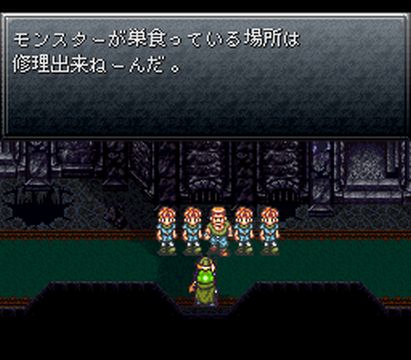 モンスターが巣食っている場所は
修理出来ねーんだ。